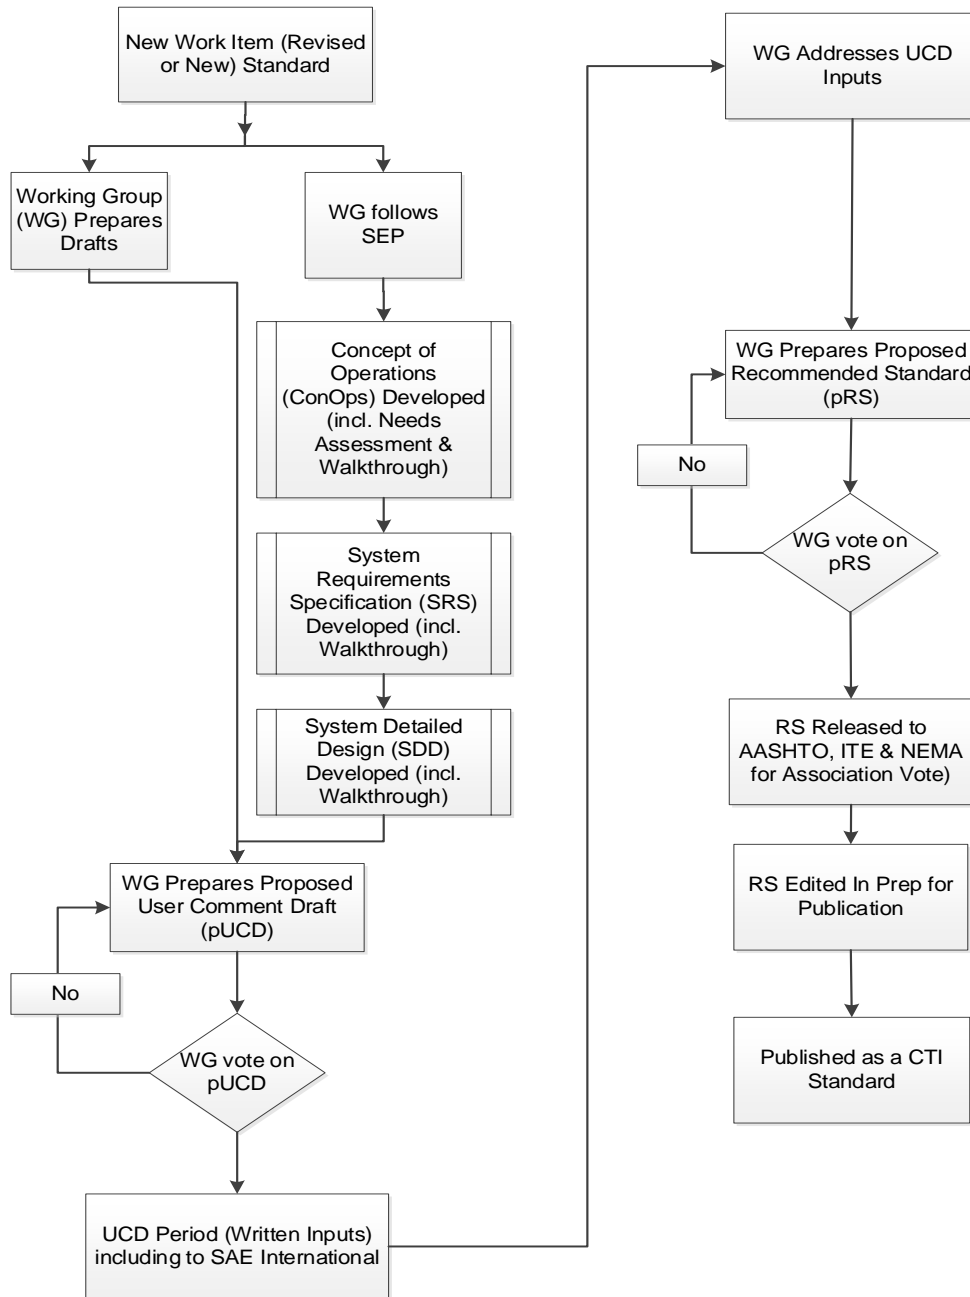 New Work Item (Revised
or New) Standard
Working Group
(WG) Prepares
Drafts
WG follows
SEP
Concept of
Operations
(ConOps) Developed
(incl. Needs
Assessment &
Walkthrough)
System
Requirements
Specification (SRS)
Developed (incl.
Walkthrough)
System Detailed
Design (SDD)
Developed (incl.
Walkthrough)
WG Prepares Proposed
User Comment Draft
(pUCD)
No
WG vote on
pUCD
UCD Period (Written Inputs)
including to SAE International
WG Addresses UCD
Inputs
WG Prepares Proposed
Recommended Standard
(pRS)
No
WG vote on
pRS
RS Released to
AASHTO, ITE & NEMA
for Association Vote)
RS Edited In Prep for
Publication
Published as a CTI
Standard